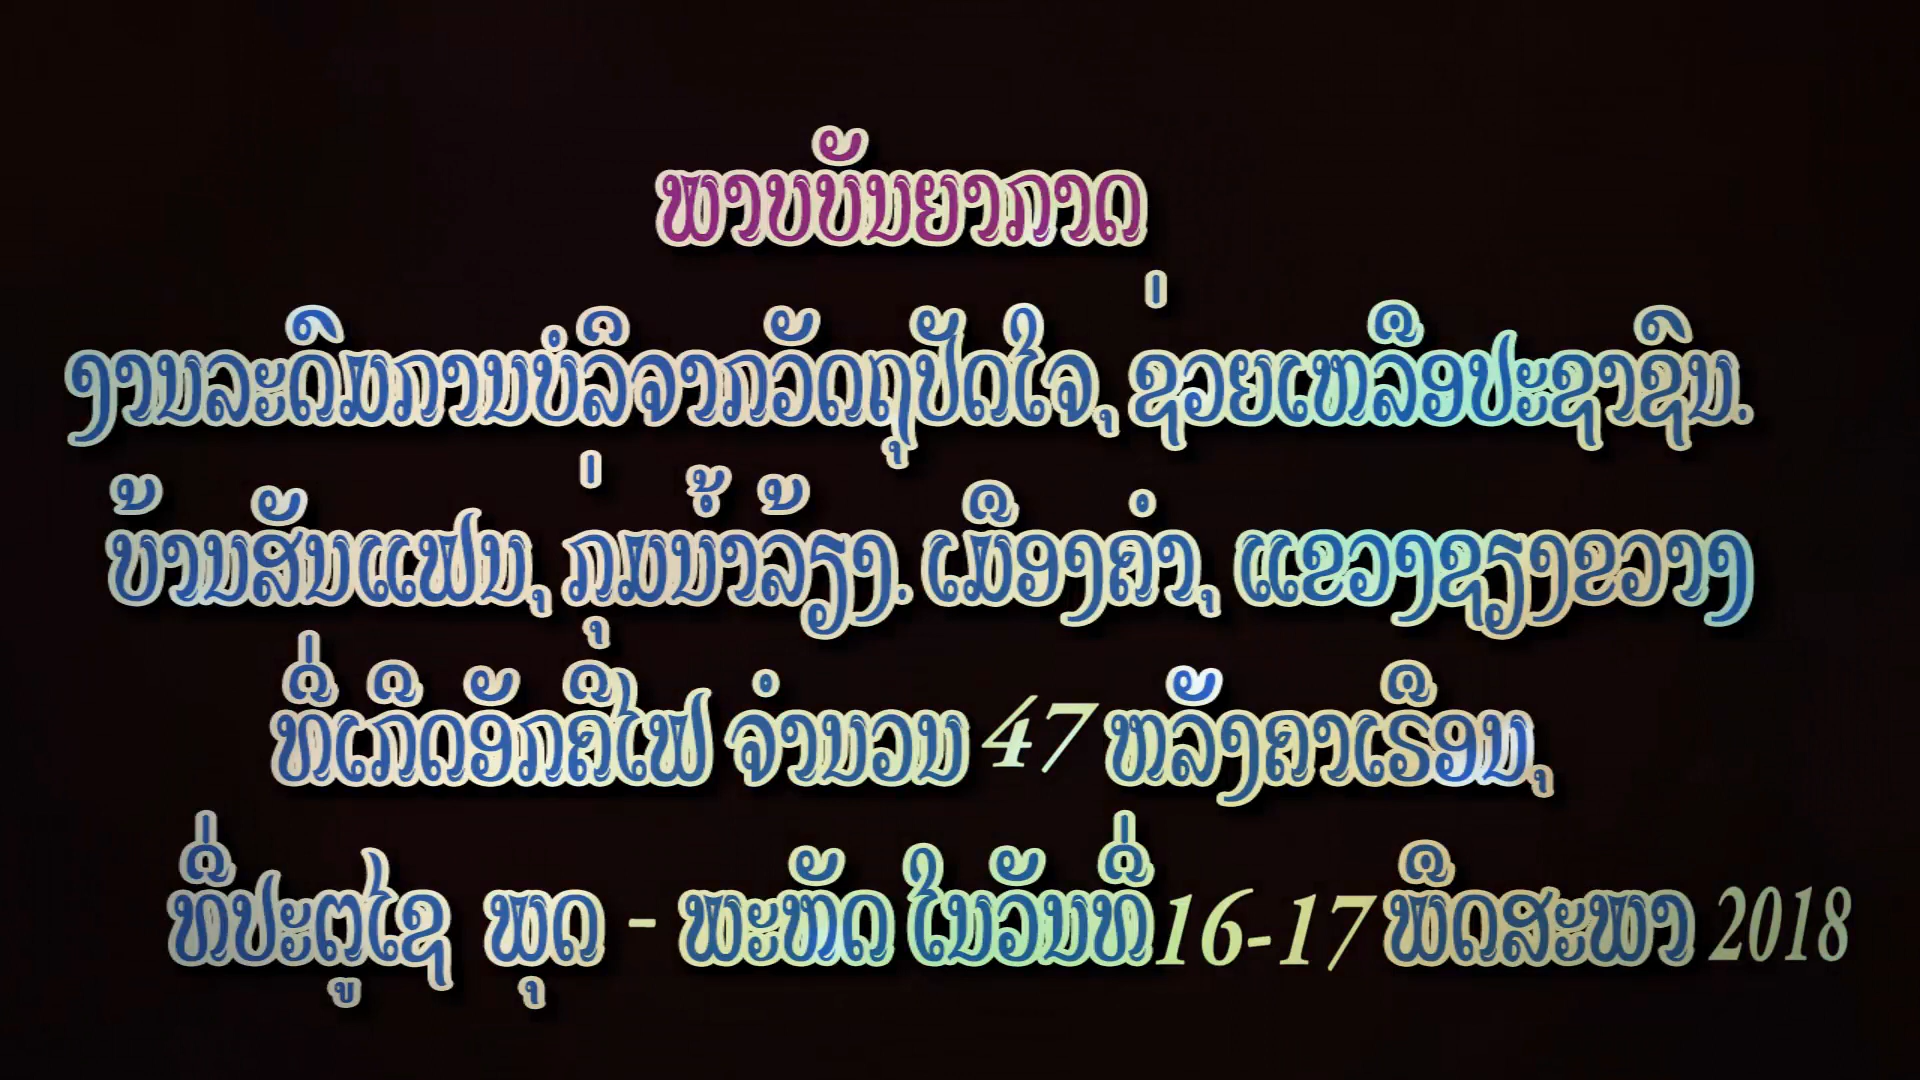 ພາບບັນຍາກາດ
ງານລະດົມການບໍລິຈາກວັດຖຸປັດໃຈ, ຊ່ວຍເຫລືອປະຊາຊົນ.
ບ້ານສັນແຟນ, ກຸ່ມນ້ຳລ້ຽງ. ເມືອງຄຳ, ແຂວງຊຽງຂວາງ
ທີ່ເກີດອັກຄີໄຟ ຈຳນວນ 47 ຫລັງຄາເຮືອນ,
ທີ່ປະຕູໄຊ ພຸດ - ພະຫັດ ໃນວັນທີ່16-17 ພຶດສະພາ 2018